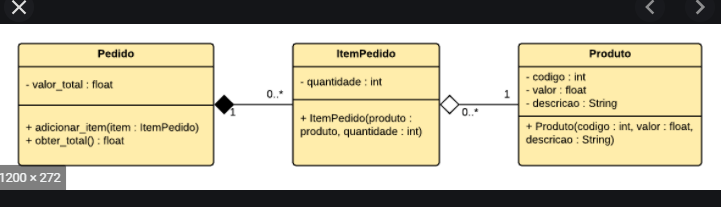 Pedido
- valor_total : float
+ adicionar_item(item : ItemPedido)
+ obter_total() : float
1
0..*
ItemPedido
- quantidade : int
+ ItemPedido(produto :
produto, quantidade : int)
0..*
1
Produto
- codigo : int
- valor : float
- descricao : String
+ Produto(codigo : int, valor : float,
descricao : String)
1200 × 272